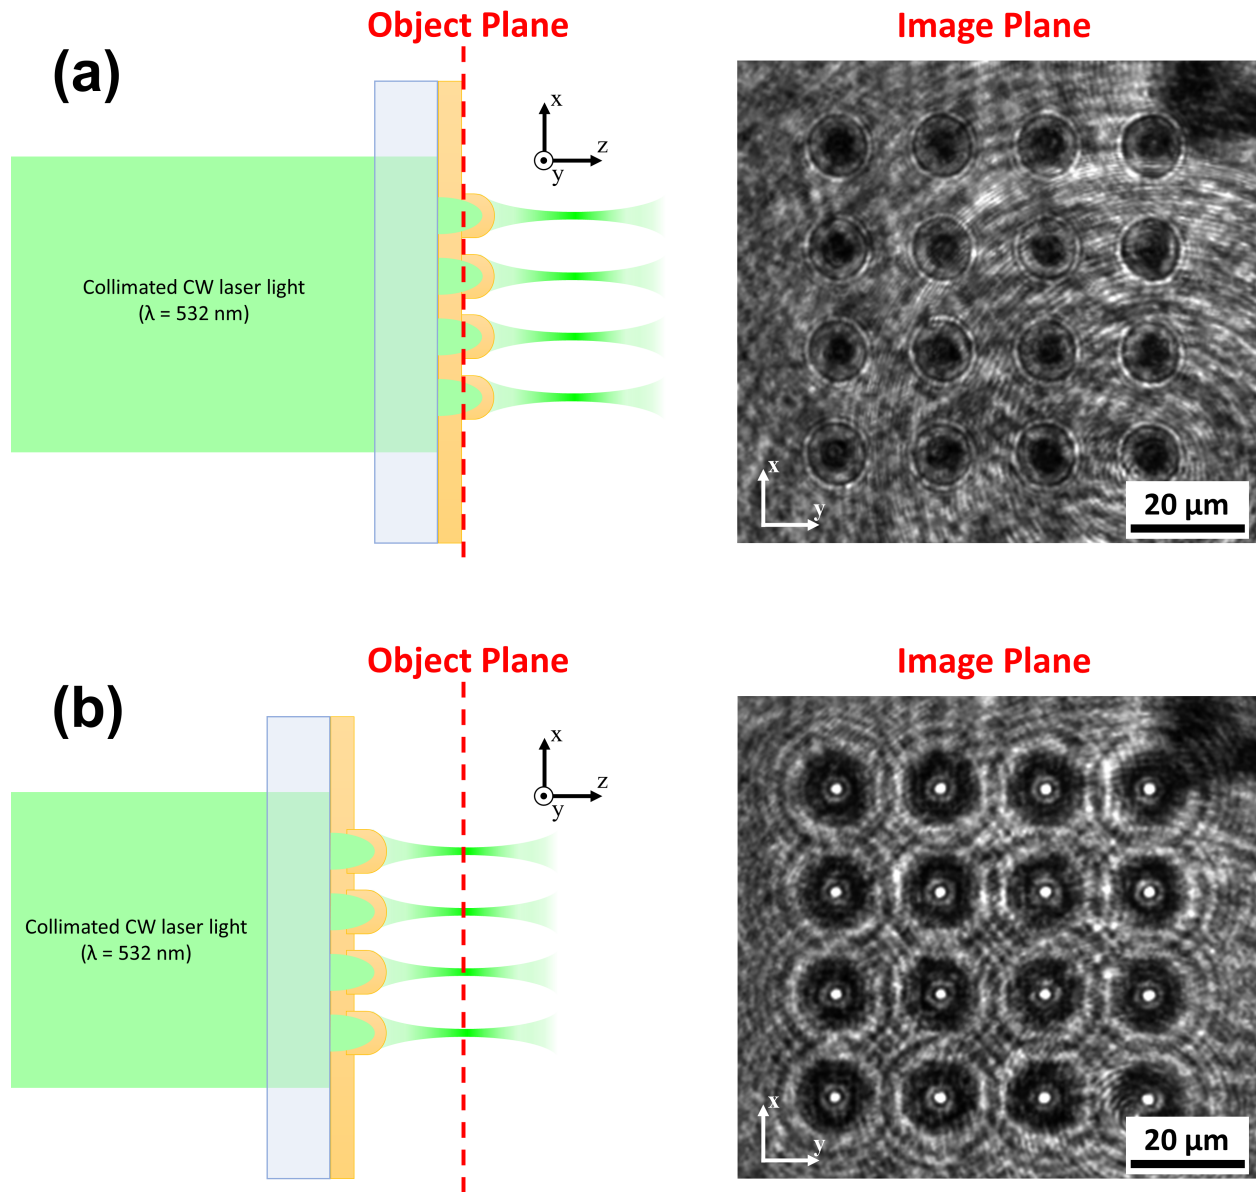 (a)
Object Plane
Image Plane
x
z
y
Collimated CW laser light
(λ = 532 nm)
x
y
20 μm
(b)
Object Plane
Image Plane
x
z
y
Collimated CW laser light
(λ = 532 nm)
x
y
20 μm